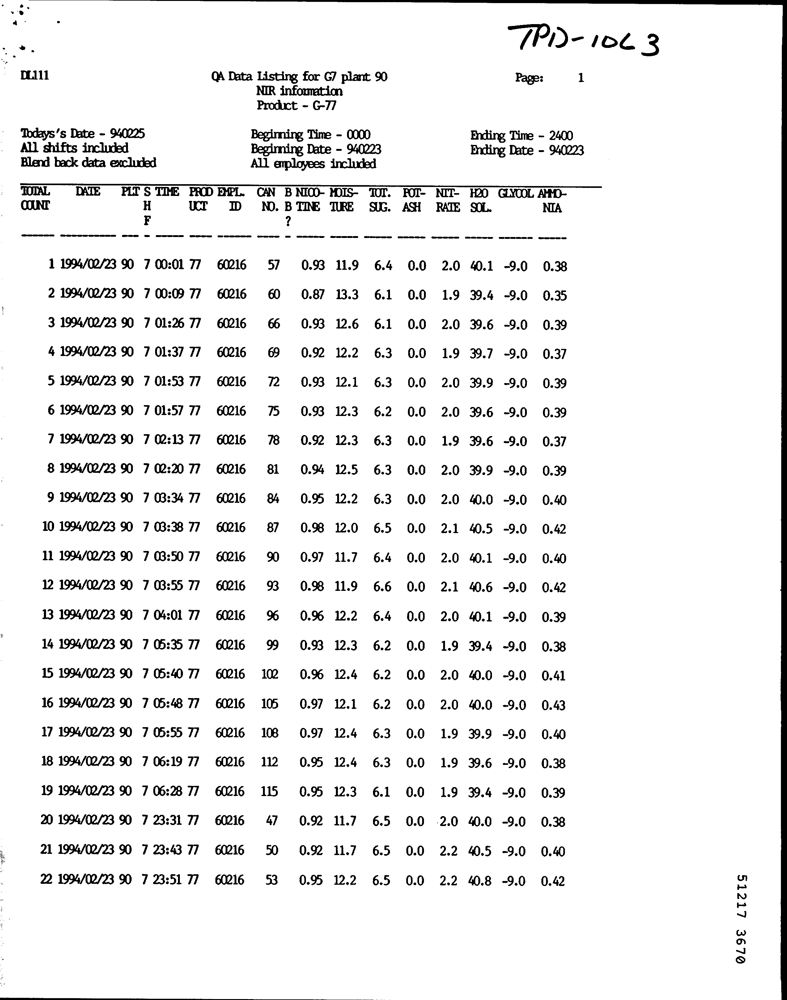 TPD-10L3
DL111 QA Data Listing for G7 plant 90 Page: 1
NIR information
Product - G-77
Todays's Date - 940225 Beginning Time - 0000 Ending Time - 2400
All shifts included Beginning Date - 940223 Ending Date - 940223
Blend back data excluded All employees included
TOTAL DATE PLT S TIME PROD EMPL. CAN B NICO- MOIS- TOT. POT- NIT- H2O GLYCOL AMMO-
COUNT H UCT ID NO. B TINE TURE SUG. ASH RATE SOL. NIA
F ?
1 1994/02/23 90 7 00:01 77 60216 57 0.93 11.9 6.4 0.0 2.0 40.1 -9.0 0.38
2 1994/02/23 90 7 00:09 77 60216 60 0.87 13.3 6.1 0.0 1.9 39.4 -9.0 0.35
3 1994/02/23 90 7 01:26 77 60216 66 0.93 12.6 6.1 0.0 2.0 39.6 -9.0 0.39
4 1994/02/23 90 7 01:37 77 60216 69 0.92 12.2 6.3 0.0 1.9 39.7 -9.0 0.37
5 1994/02/23 90 7 01:53 77 60216 72 0.93 12.1 6.3 0.0 2.0 39.9 -9.0 0.39
6 1994/02/23 90 7 01:57 77 60216 75 0.93 12.3 6.2 0.0 2.0 39.6 -9.0 0.39
7 1994/02/23 90 7 02:13 77 60216 78 0.92 12.3 6.3 0.0 1.9 39.6 -9.0 0.37
8 1994/02/23 90 7 02:20 77 60216 81 0.94 12.5 6.3 0.0 2.0 39.9 -9.0 0.39
9 1994/02/23 90 7 03:34 77 60216 84 0.95 12.2 6.3 0.0 2.0 40.0 -9.0 0.40
10 1994/02/23 90 7 03:38 77 60216 87 0.98 12.0 6.5 0.0 2.1 40.5 -9.0 0.42
11 1994/02/23 90 7 03:50 77 60216 90 0.97 11.7 6.4 0.0 2.0 40.1 -9.0 0.40
12 1994/02/23 90 7 03:55 77 60216 93 0.98 11.9 6.6 0.0 2.1 40.6 -9.0 0.42
13 1994/02/23 90 7 04:01 77 60216 96 0.96 12.2 6.4 0.0 2.0 40.1 -9.0 0.39
14 1994/02/23 90 7 05:35 77 60216 99 0.93 12.3 6.2 0.0 1.9 39.4 -9.0 0.38
15 1994/02/23 90 7 05:40 77 60216 102 0.96 12.4 6.2 0.0 2.0 40.0 -9.0 0.41
16 1994/02/23 90 7 05:48 77 60216 105 0.97 12.1 6.2 0.0 2.0 40.0 -9.0 0.43
17 1994/02/23 90 7 05:55 77 60216 108 0.97 12.4 6.3 0.0 1.9 39.9 -9.0 0.40
18 1994/02/23 90 7 06:19 77 60216 112 0.95 12.4 6.3 0.0 1.9 39.6 -9.0 0.38
19 1994/02/23 90 7 06:28 77 60216 115 0.95 12.3 6.1 0.0 1.9 39.4 -9.0 0.39
20 1994/02/23 90 7 23:31 77 60216 47 0.92 11.7 6.5 0.0 2.0 40.0 -9.0 0.38
21 1994/02/23 90 7 23:43 77 60216 50 0.92 11.7 6.5 0.0 2.2 40.5 -9.0 0.40
22 1994/02/23 90 7 23:51 77 60216 53 0.95 12.2 6.5 0.0 2.2 40.8 -9.0 0.42
51217 3670